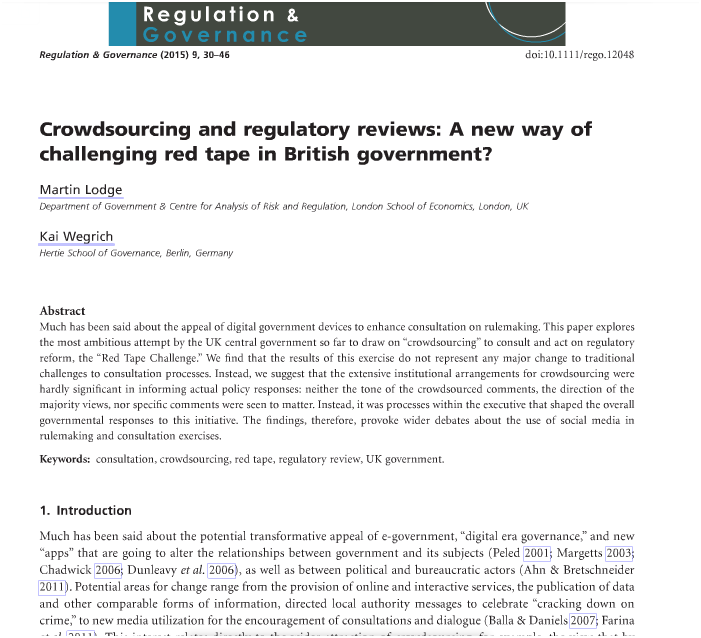 Regulation &
Governance
Regulation & Governance (2015) 9, 30–46
doi:10.1111/rego.12048
Crowdsourcing and regulatory reviews: A new way of
challenging red tape in British government?
Martin Lodge
Department of Government & Centre for Analysis of Risk and Regulation, London School of Economics, London, UK
Kai Wegrich
Hertie School of Governance, Berlin, Germany
Abstract
Much has been said about the appeal of digital government devices to enhance consultation on rulemaking. This paper explores
the most ambitious attempt by the UK central government so far to draw on “crowdsourcing” to consult and act on regulatory
reform, the “Red Tape Challenge.” We find that the results of this exercise do not represent any major change to traditional
challenges to consultation processes. Instead, we suggest that the extensive institutional arrangements for crowdsourcing were
hardly significant in informing actual policy responses: neither the tone of the crowdsourced comments, the direction of the
majority views, nor specific comments were seen to matter. Instead, it was processes within the executive that shaped the overall
governmental responses to this initiative. The findings, therefore, provoke wider debates about the use of social media in
rulemaking and consultation exercises.
Keywords: consultation, crowdsourcing, red tape, regulatory review, UK government.
1. Introduction
Much has been said about the potential transformative appeal of e-government, “digital era governance,” and new
“apps” that are going to alter the relationships between government and its subjects (Peled 2001; Margetts 2003;
Chadwick 2006; Dunleavy et al. 2006), as well as between political and bureaucratic actors (Ahn & Bretschneider
2011). Potential areas for change range from the provision of online and interactive services, the publication of data
and other comparable forms of information, directed local authority messages to celebrate “cracking down on
crime,” to new media utilization for the encouragement of consultations and dialogue (Balla & Daniels 2007; Farina